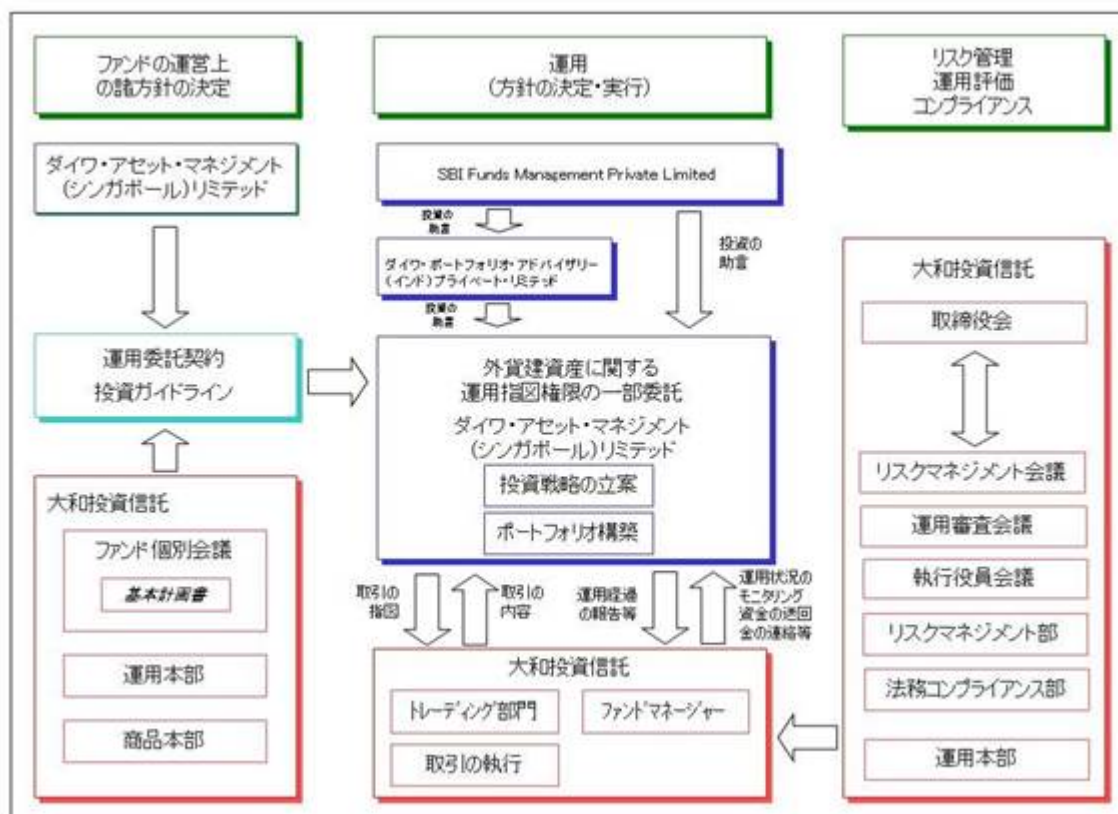 ファンドの運営上
の諸方針の決定
運用
(方針の決定・実行)
リスク管理
運用評価
コンプライアンス
ダイワ・アセット・マネジメント
(シンガポール)リミテッド
SBI Funds Management Private Limited
投資の
助言
ダイワ・ポートフォリオ・アドバイザリー
(インド)プライベート・リミテッド
投資の
助言
投資の
助言
運用委託契約
投資ガイドライン
外貨建資産に関する
運用指図権限の一部委託
ダイワ・アセット・マネジメント
(シンガポール)リミテッド
投資戦略の立案
ポートフォリオ構築
大和投資信託
ファンド個別会議
基本計画書
運用本部
商品本部
取引の
指図
取引の
内容
運用経過
の報告等
運用状況の
モニタリング
資金の送回
金の連絡等
大和投資信託
トレーディング部門
ファンドマネージャー
取引の執行
大和投資信託
取締役会
リスクマネジメント会議
運用審査会議
執行役員会議
リスクマネジメント部
法務コンプライアンス部
運用本部